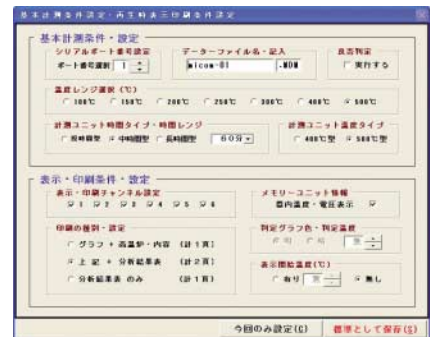 基本計測条件設定・再生時表示印刷条件設定
基本計測条件・設定
シリアルポート番号設定
ポート番号選択 1
データーファイル名・記入
micom-01 .MDM
良否判定
実行する
温度レンジ選択 (℃)
100℃ 150℃ 200℃ 250℃ 300℃ 400℃ 500℃
計測ユニット時間タイプ・時間レンジ
短時間型 中時間型 長時間型 60分
計測ユニット温度タイプ
400℃型 500℃型
表示・印刷条件・設定
表示・印刷チャンネル設定
1 2 3 4 5 6
メモリーユニット情報
器内温度・電圧表示
印刷の種別・設定
グラフ + 高温炉・内容 (計1頁)
上記 + 分析結果表 (計2頁)
分析結果表 のみ (計1頁)
判定グラフ色・判定温度
表示開始温度(℃)
有り 無し
今回のみ設定(C) 標準として保存(S)